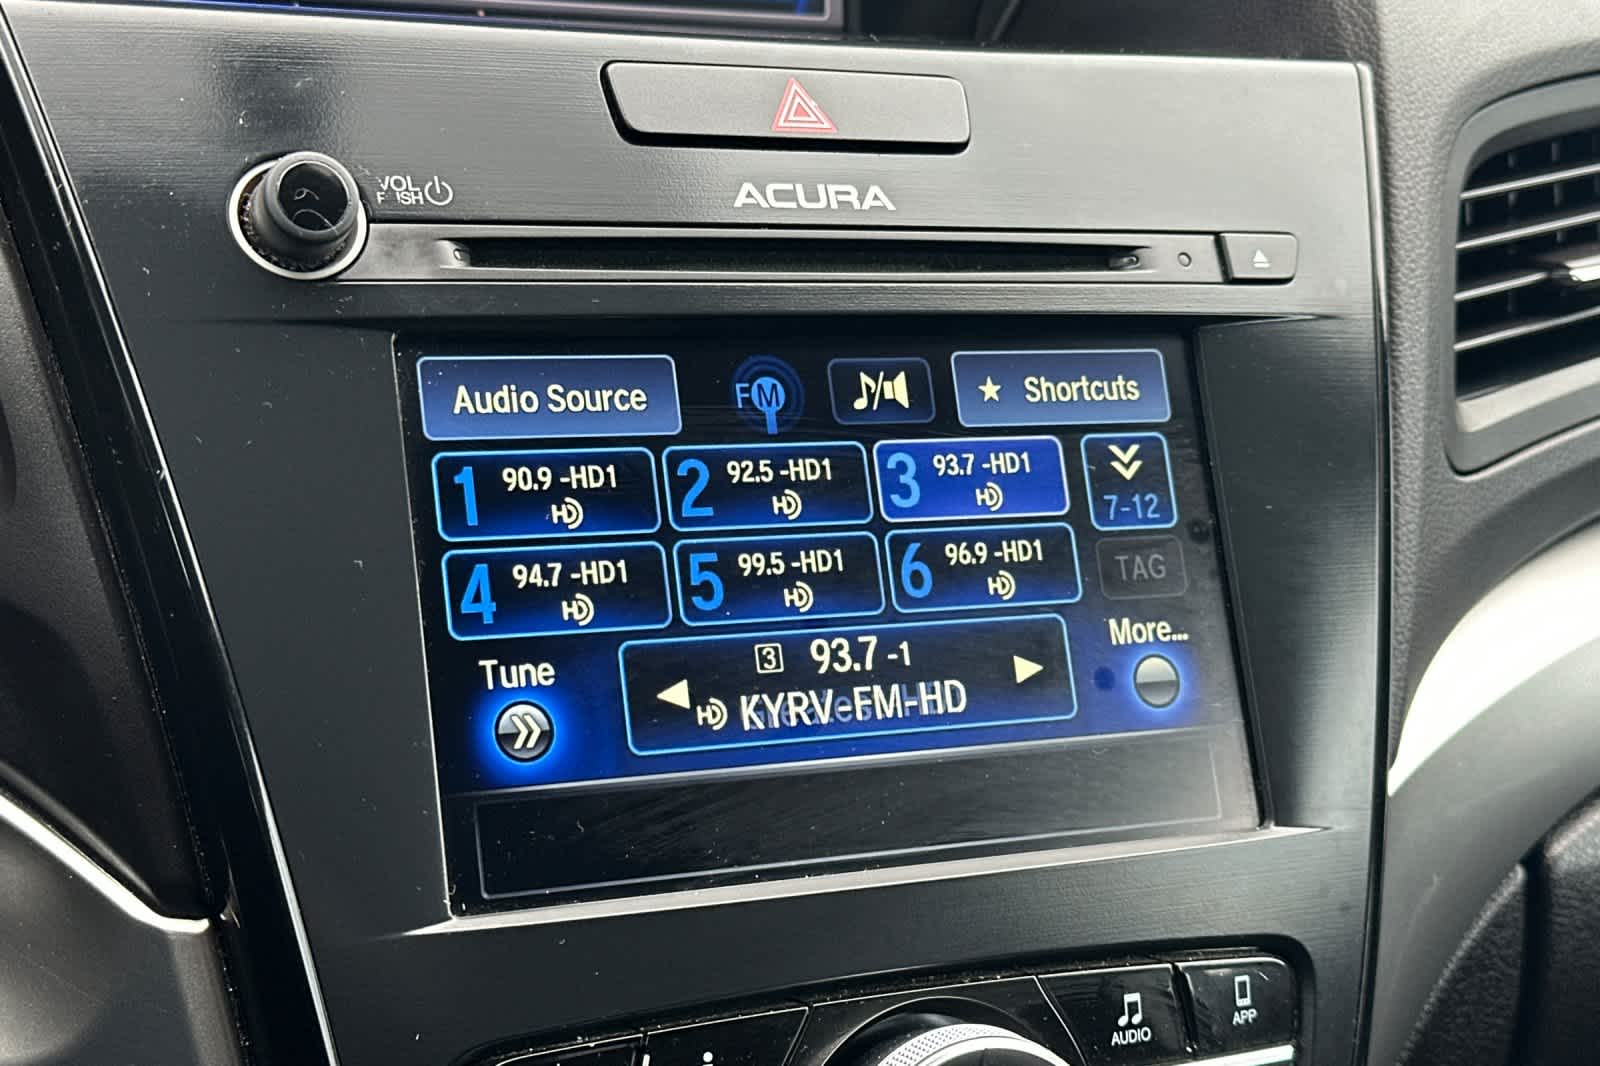 VOL
ACURA
Audio Source
FM
Shortcuts
1 90.9 -HD1
HD
2 92.5 -HD1
HD
3 93.7 -HD1
HD
7-12
4 94.7 -HD1
HD
5 99.5 -HD1
HD
6 96.9 -HD1
HD
TAG
Tune
3 93.7 -1
HD KYRV-FM-HD
More...
AUDIO
APP